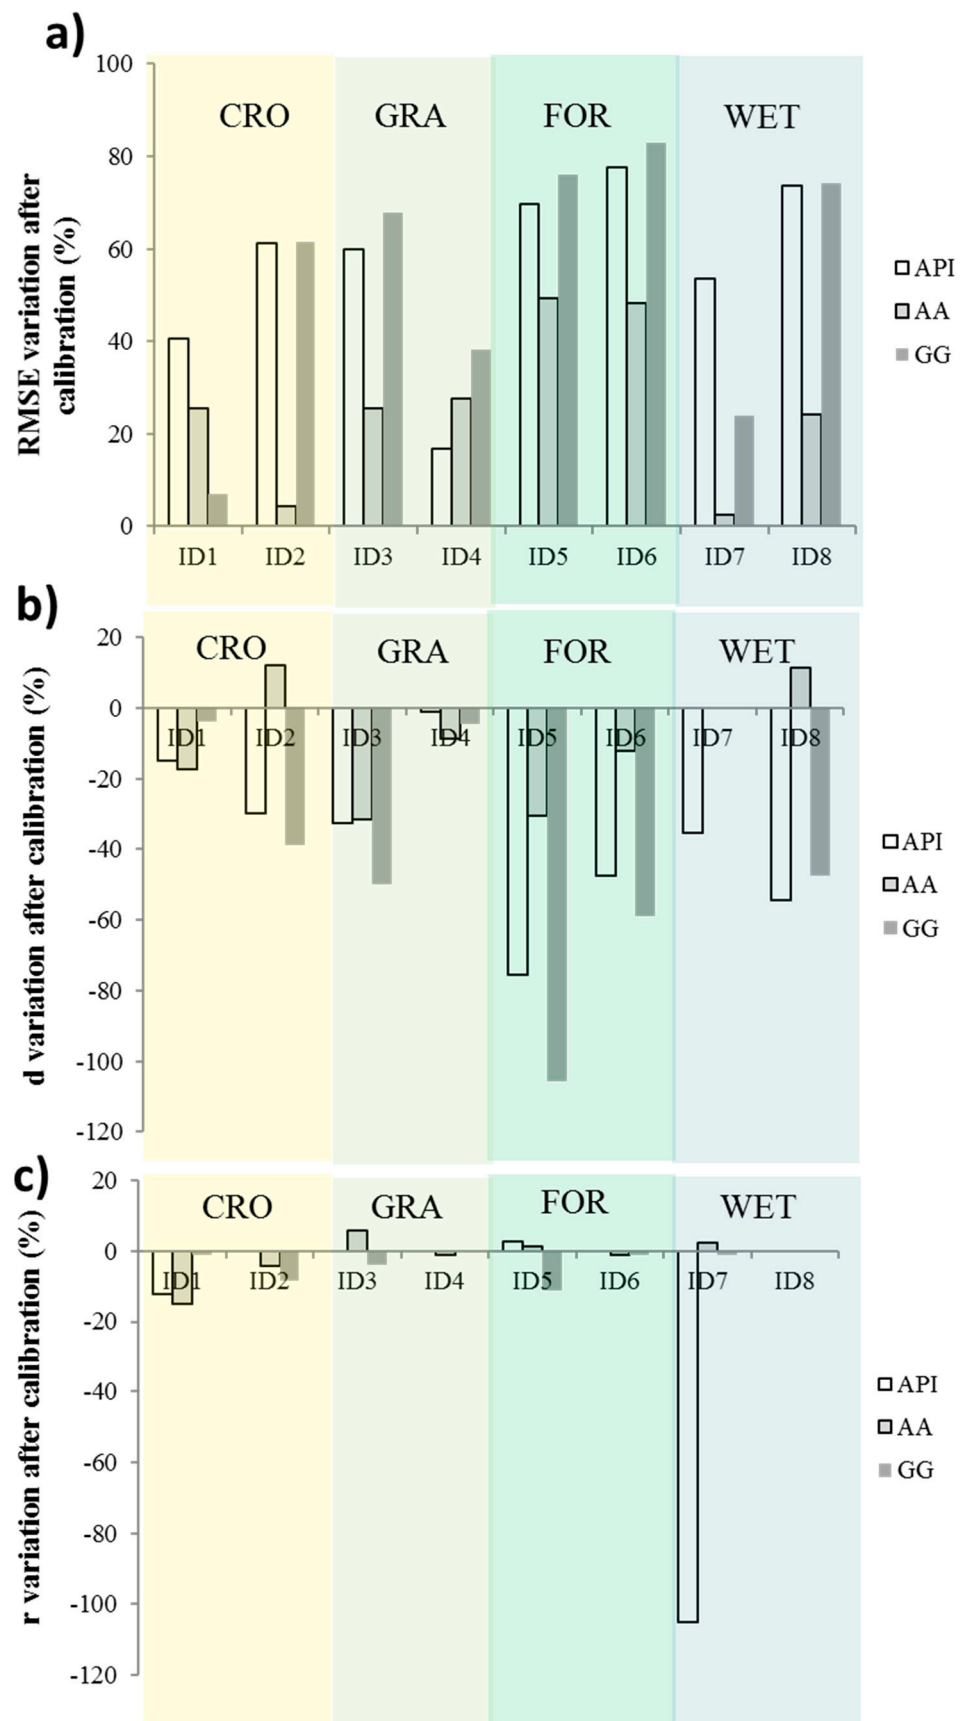 a)
RMSE variation after
calibration (%)
100
80
60
40
20
0
CRO
GRA
FOR
WET
ID1
ID2
ID3
ID4
ID5
ID6
ID7
ID8
API
AA
GG
b)
d variation after calibration (%)
20
0
-20
-40
-60
-80
-100
-120
CRO
GRA
FOR
WET
ID1
ID2
ID3
ID4
ID5
ID6
ID7
ID8
API
AA
GG
c)
r variation after calibration (%)
20
0
-20
-40
-60
-80
-100
-120
CRO
GRA
FOR
WET
ID1
ID2
ID3
ID4
ID5
ID6
ID7
ID8
API
AA
GG